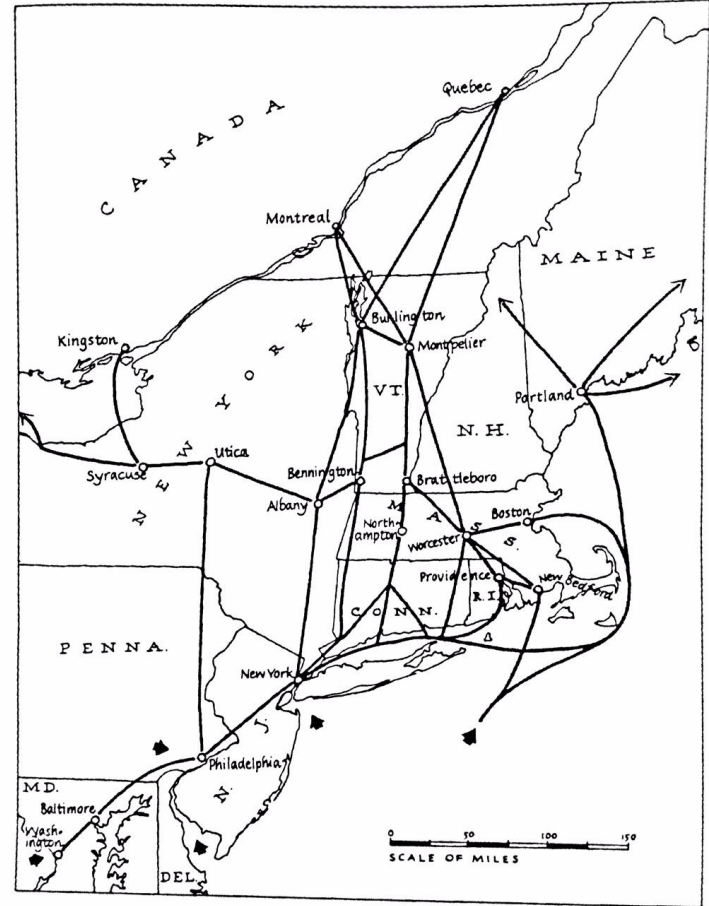 Quebec
CANADA
Montreal
MAINE
Burlington
Kingston
Montpelier
NEW YORK
VT.
Portland
N.H.
Utica
Syracuse
Bennington
Brattleboro
Albany
MASS.
Boston
North-
ampton
Worcester
Providence
New Bedford
R.I.
CONN.
PENNA.
New York
N.J.
Philadelphia
MD.
Baltimore
Wash-
ington
DEL.
0 50 100 150
SCALE OF MILES